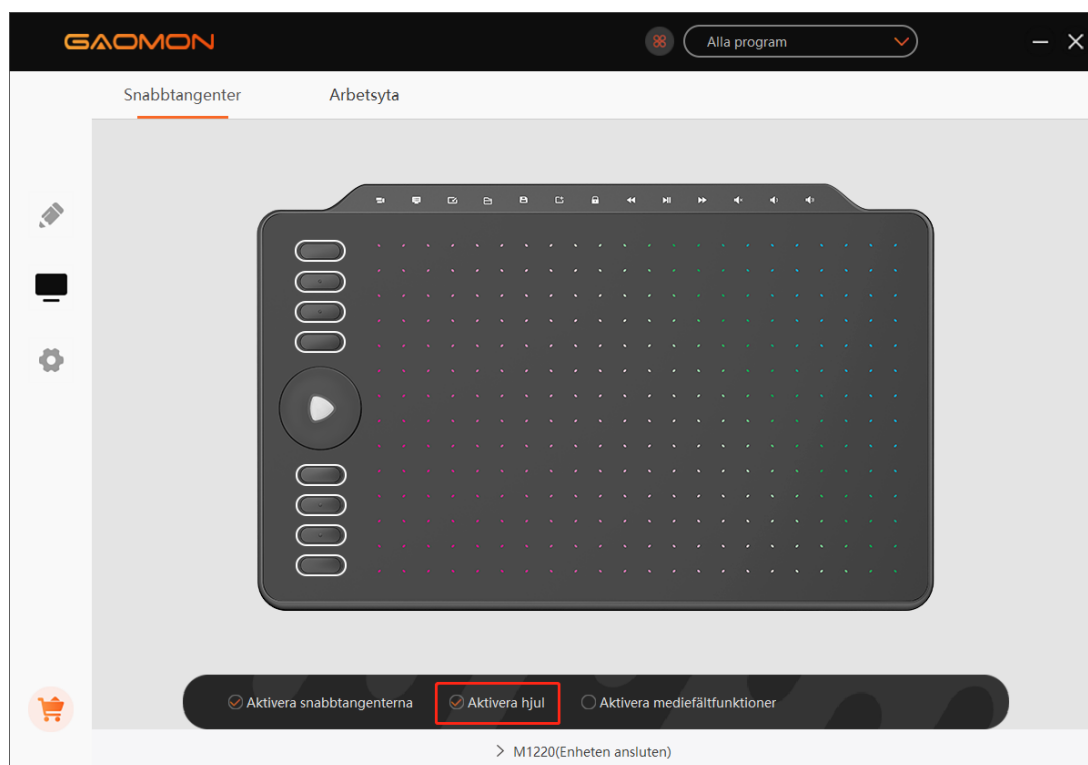 GAOMON
Alla program
Snabbtangenter
Arbetsyta
Aktivera snabbtangenterna
Aktivera hjul
Aktivera mediefältfunktioner
M1220(Enheten ansluten)